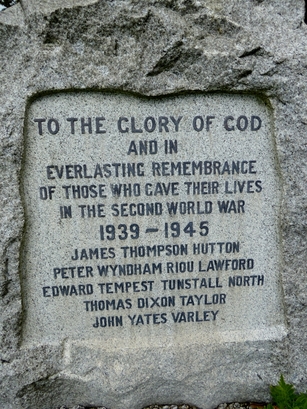 TO THE GLORY OF GOD
AND IN
EVERLASTING REMEMBRANCE
OF THOSE WHO GAVE THEIR LIVES
IN THE SECOND WORLD WAR
1939 – 1945
JAMES THOMPSON HUTTON
PETER WYNDHAM RIOU LAWFORD
EDWARD TEMPEST TUNSTALL NORTH
THOMAS DIXON TAYLOR
JOHN YATES VARLEY